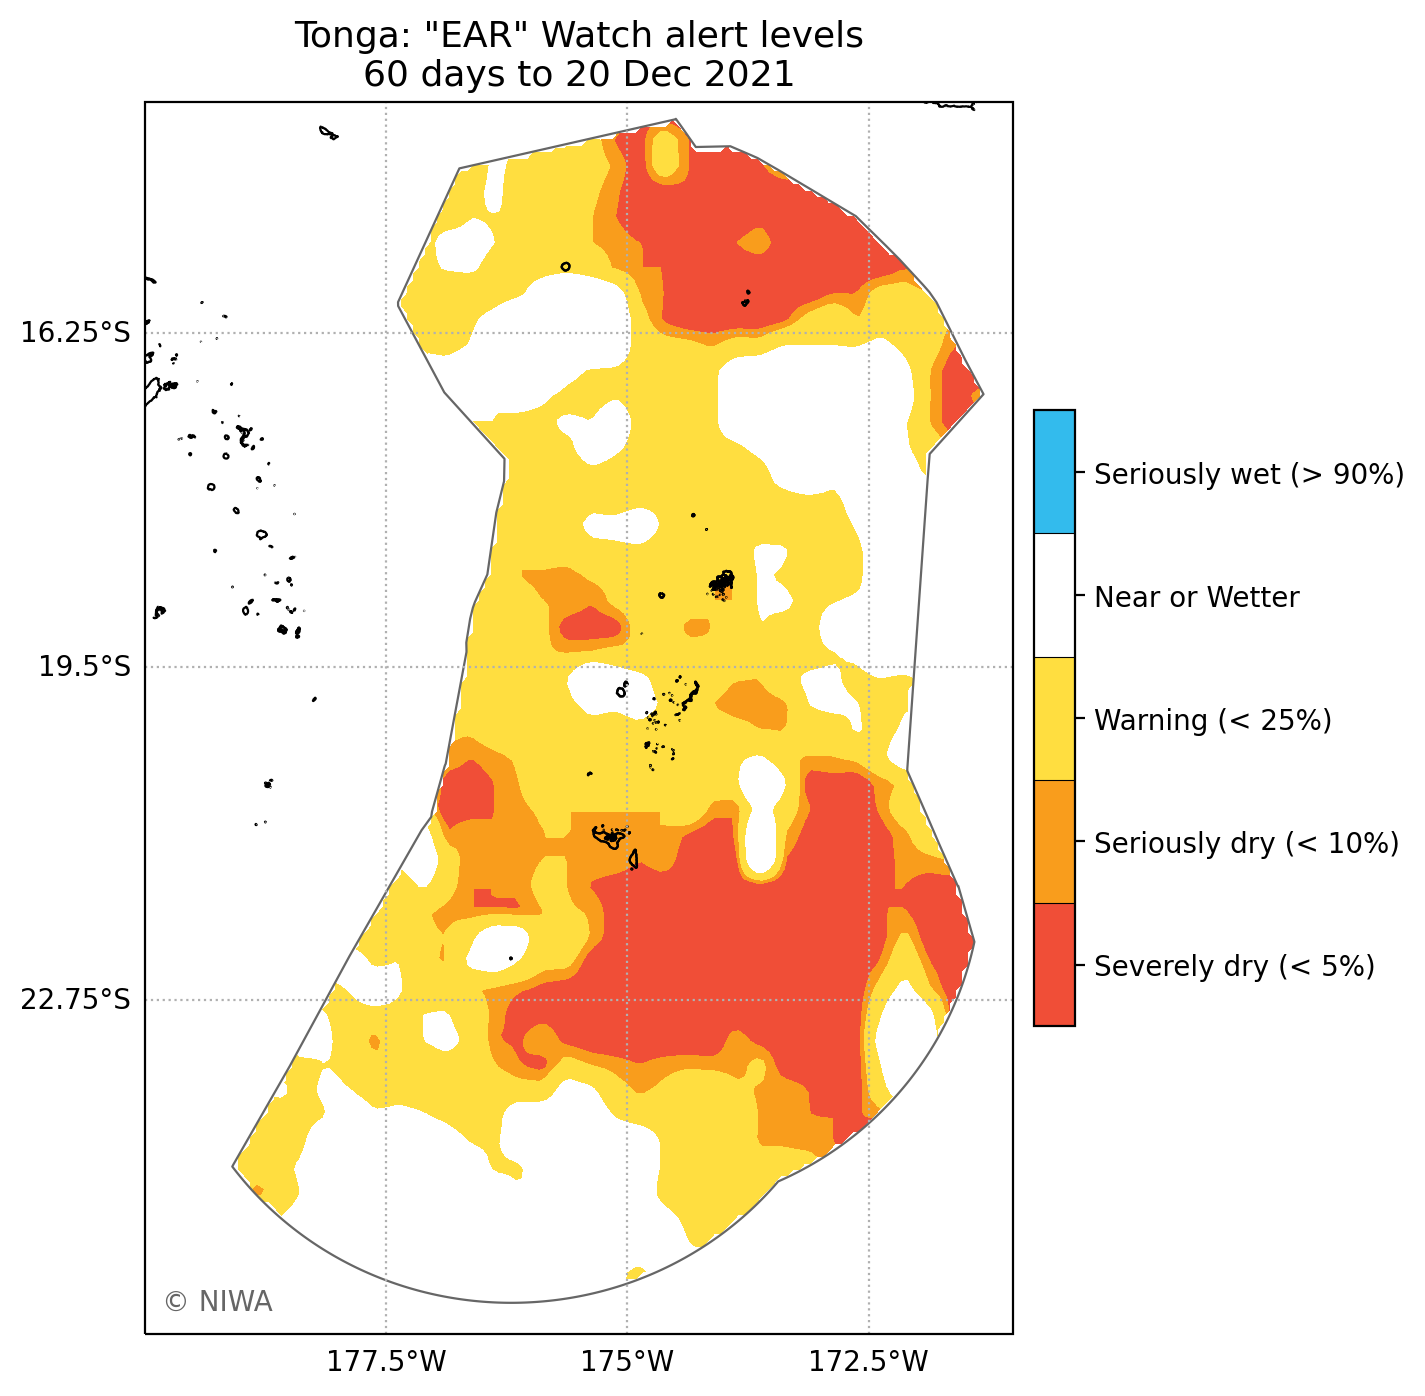 Tonga: "EAR" Watch alert levels
60 days to 20 Dec 2021
16.25°S
19.5°S
22.75°S
177.5°W
175°W
172.5°W
Seriously wet (> 90%)
Near or Wetter
Warning (< 25%)
Seriously dry (< 10%)
Severely dry (< 5%)
© NIWA